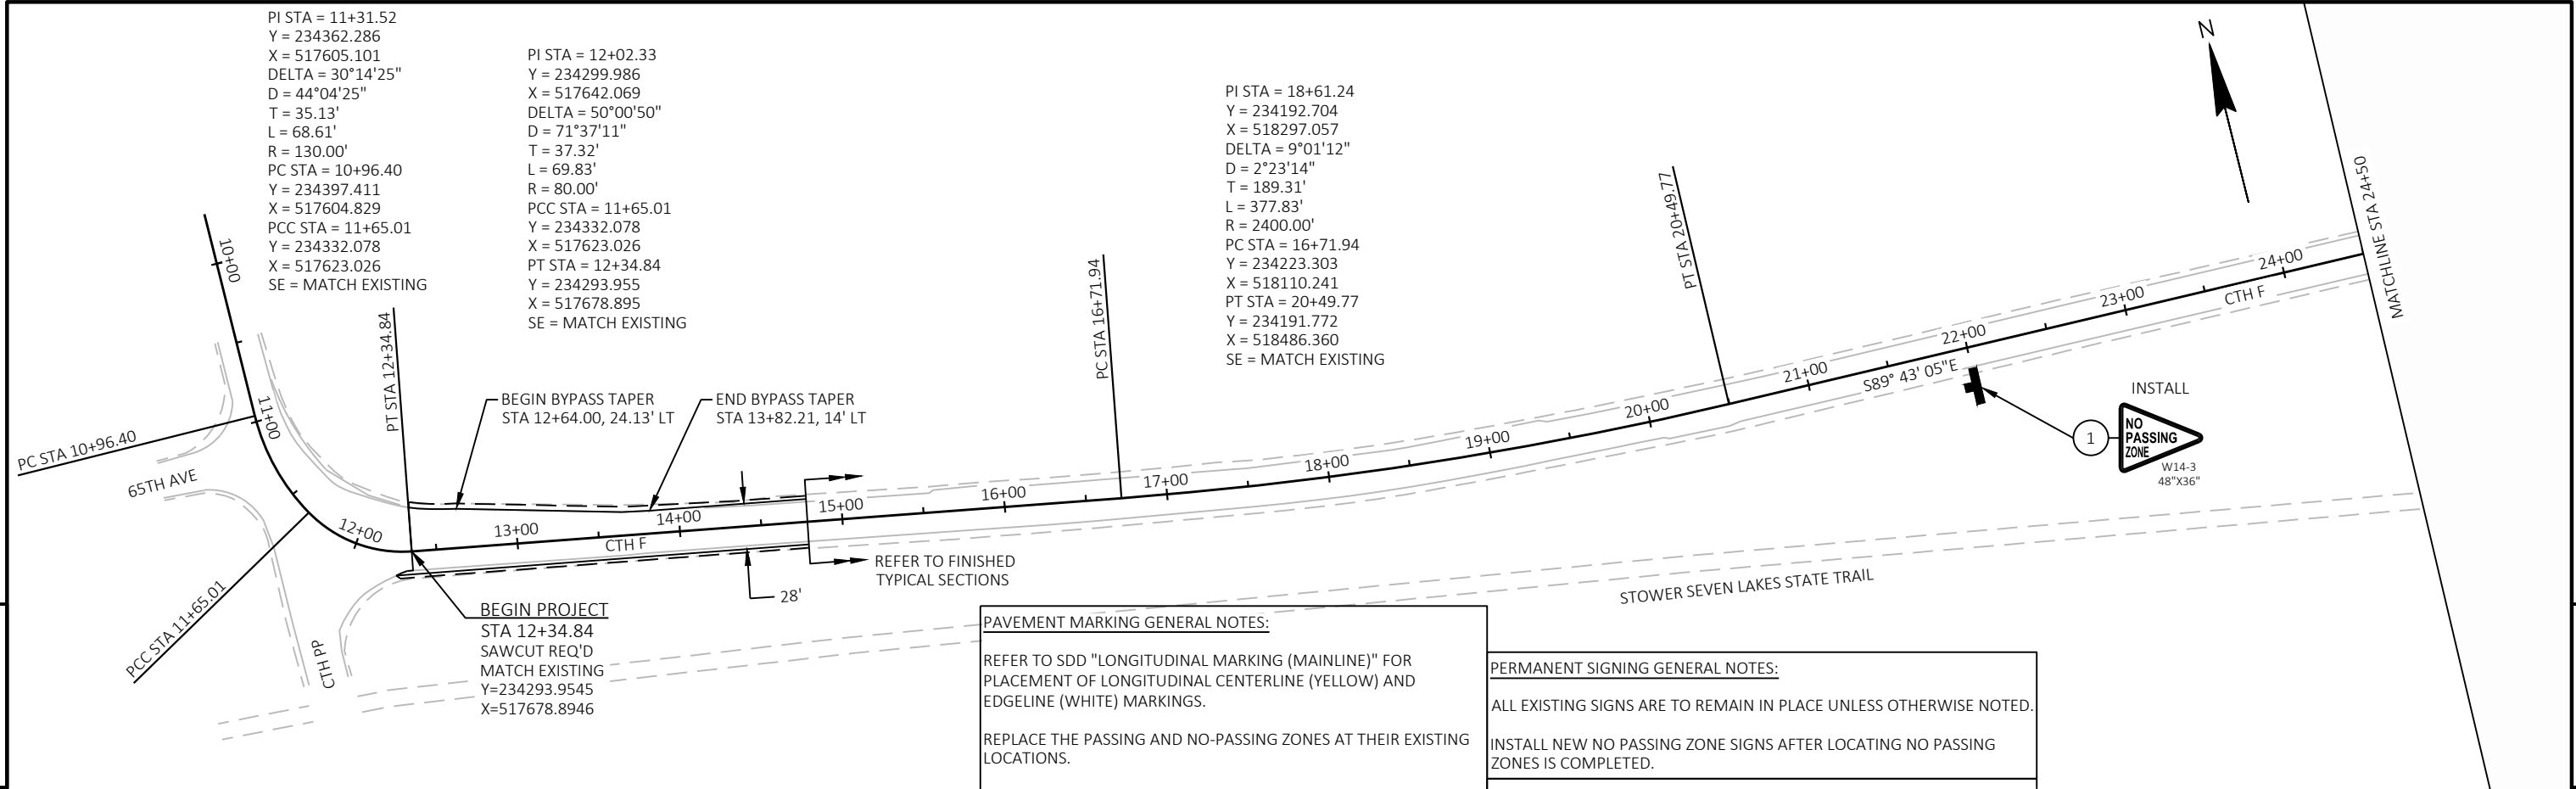 PI STA = 11+31.52
Y = 234362.286
X = 517605.101
DELTA = 30°14'25"
D = 44°04'25"
T = 35.13'
L = 68.61'
R = 130.00'
PC STA = 10+96.40
Y = 234397.411
X = 517604.829
PCC STA = 11+65.01
Y = 234332.078
X = 517623.026
SE = MATCH EXISTING
PI STA = 12+02.33
Y = 234299.986
X = 517642.069
DELTA = 50°00'50"
D = 71°37'11"
T = 37.32'
L = 69.83'
R = 80.00'
PCC STA = 11+65.01
Y = 234332.078
X = 517623.026
PT STA = 12+34.84
Y = 234293.955
X = 517678.895
SE = MATCH EXISTING
PI STA = 18+61.24
Y = 234192.704
X = 518297.057
DELTA = 9°01'12"
D = 2°23'14"
T = 189.31'
L = 377.83'
R = 2400.00'
PC STA = 16+71.94
Y = 234223.303
X = 518110.241
PT STA = 20+49.77
Y = 234191.772
X = 518486.360
SE = MATCH EXISTING
N
MATCHLINE STA 24+50
10+00
11+00
PC STA 10+96.40
65TH AVE
PCC STA 11+65.01
12+00
CTH PP
PT STA 12+34.84
BEGIN BYPASS TAPER
STA 12+64.00, 24.13' LT
END BYPASS TAPER
STA 13+82.21, 14' LT
13+00
CTH F
14+00
15+00
16+00
PC STA 16+71.94
17+00
18+00
19+00
20+00
PT STA 20+49.77
21+00
S89° 43' 05"E
22+00
23+00
CTH F
24+00
REFER TO FINISHED
TYPICAL SECTIONS
28'
BEGIN PROJECT
STA 12+34.84
SAWCUT REQ'D
MATCH EXISTING
Y=234293.9545
X=517678.8946
INSTALL
1
NO
PASSING
ZONE
W14-3
48"X36"
STOWER SEVEN LAKES STATE TRAIL
PAVEMENT MARKING GENERAL NOTES:
REFER TO SDD "LONGITUDINAL MARKING (MAINLINE)" FOR
PLACEMENT OF LONGITUDINAL CENTERLINE (YELLOW) AND
EDGELINE (WHITE) MARKINGS.
REPLACE THE PASSING AND NO-PASSING ZONES AT THEIR EXISTING
LOCATIONS.
PERMANENT SIGNING GENERAL NOTES:
ALL EXISTING SIGNS ARE TO REMAIN IN PLACE UNLESS OTHERWISE NOTED.
INSTALL NEW NO PASSING ZONE SIGNS AFTER LOCATING NO PASSING
ZONES IS COMPLETED.